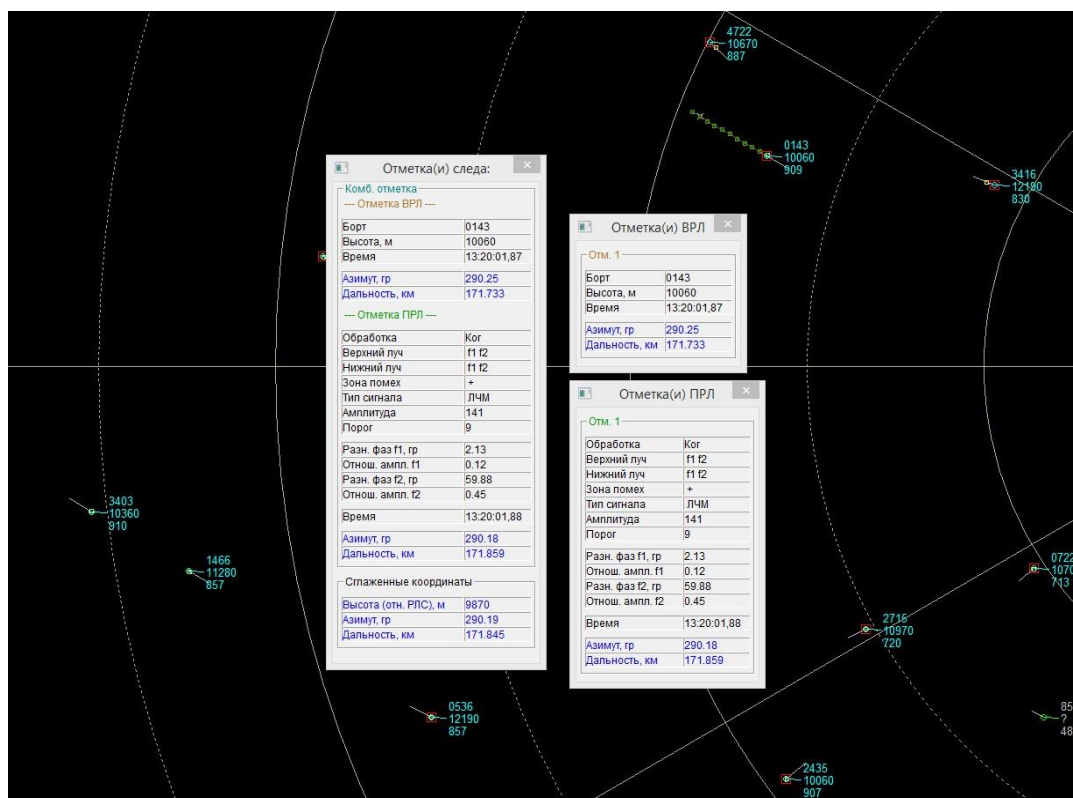 4722
10670
887
0143
10060
909
3416
12190
830
Отметка(и) следа:
Комб. отметка
--- Отметка ВРЛ ---
Борт 0143
Высота, м 10060
Время 13:20:01,87
Азимут, гр 290.25
Дальность, км 171.733
--- Отметка ПРЛ ---
Обработка Ког
Верхний луч f1 f2
Нижний луч f1 f2
Зона помех +
Тип сигнала ЛЧМ
Амплитуда 141
Порог 9
Разн. фаз f1, гр 2.13
Отнош. ампл. f1 0.12
Разн. фаз f2, гр 59.88
Отнош. ампл. f2 0.45
Время 13:20:01,88
Азимут, гр 290.18
Дальность, км 171.859
Сглаженные координаты
Высота (отн. РЛС), м 9870
Азимут, гр 290.19
Дальность, км 171.845
Отметка(и) ВРЛ
Отм. 1
Борт 0143
Высота, м 10060
Время 13:20:01,87
Азимут, гр 290.25
Дальность, км 171.733
Отметка(и) ПРЛ
Отм. 1
Обработка Ког
Верхний луч f1 f2
Нижний луч f1 f2
Зона помех +
Тип сигнала ЛЧМ
Амплитуда 141
Порог 9
Разн. фаз f1, гр 2.13
Отнош. ампл. f1 0.12
Разн. фаз f2, гр 59.88
Отнош. ампл. f2 0.45
Время 13:20:01,88
Азимут, гр 290.18
Дальность, км 171.859
3403
10360
910
1466
11280
857
0536
12190
857
0722
1070
713
2715
10970
720
85
?
48
2435
10060
907